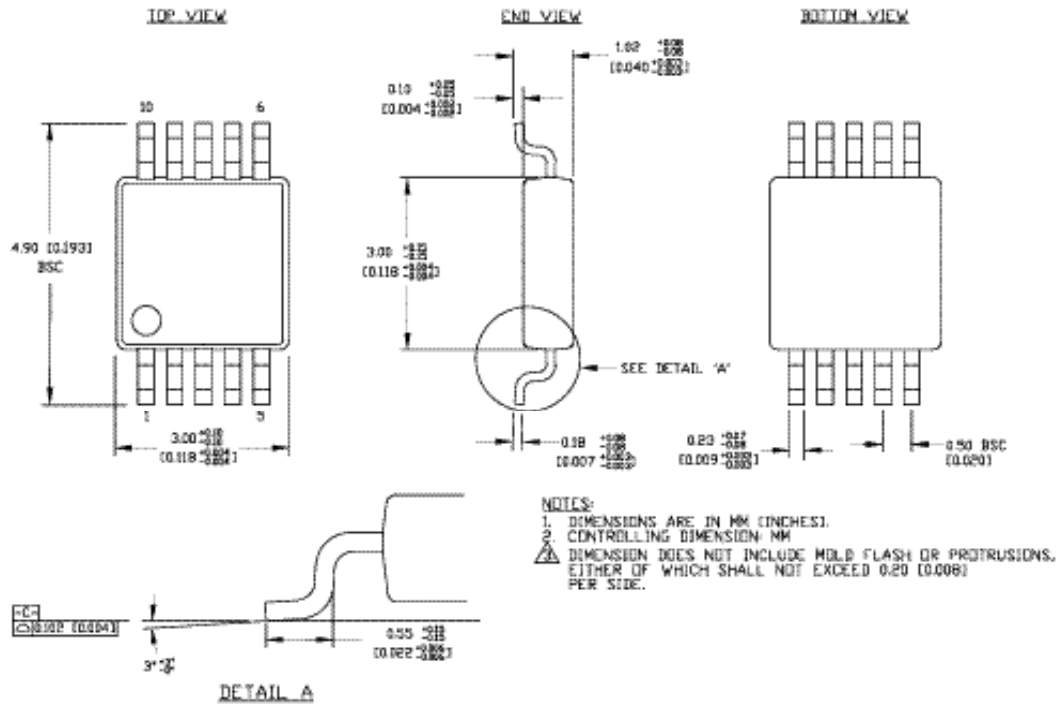 TOP VIEW
END VIEW
BOTTOM VIEW
1.02
[0.040
0.10
[0.004
10
6
4.90 [0.193]
BSC
3.00
[0.118
SEE DETAIL 'A'
1
5
3.00
[0.118
0.18
[0.007
0.23
[0.009
0.50 BSC
[0.020]
NOTES:
1. DIMENSIONS ARE IN MM [INCHES].
2. CONTROLLING DIMENSION: MM
3 DIMENSION DOES NOT INCLUDE MOLD FLASH OR PROTRUSIONS,
EITHER OF WHICH SHALL NOT EXCEED 0.20 [0.008]
PER SIDE.
-C-
0.102 [0.004]
0.55
[0.022
3°
DETAIL A